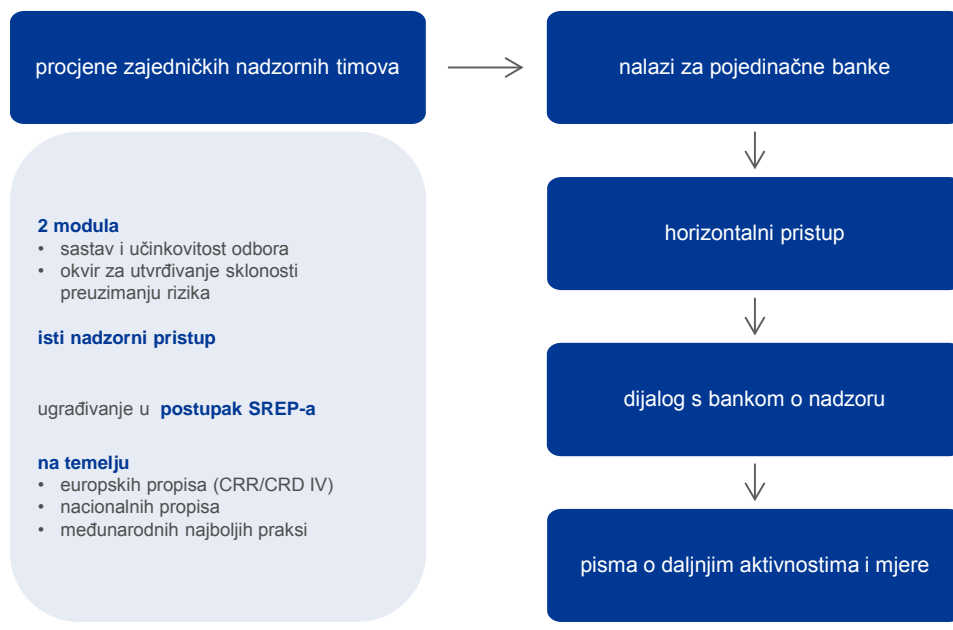 procjene zajedničkih nadzornih timova
nalazi za pojedinačne banke
2 modula
• sastav i učinkovitost odbora
• okvir za utvrđivanje sklonosti
preuzimanju rizika
isti nadzorni pristup
ugrađivanje u postupak SREP-a
na temelju
• europskih propisa (CRR/CRD IV)
• nacionalnih propisa
• međunarodnih najboljih praksi
horizontalni pristup
dijalog s bankom o nadzoru
pisma o daljnjim aktivnostima i mjere